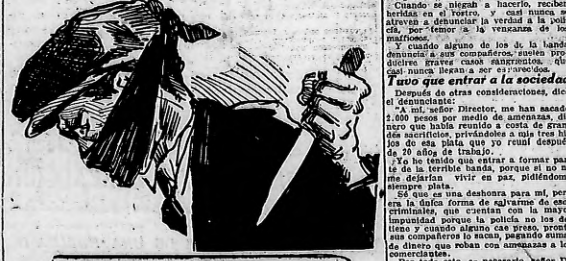 Cuando se niegan a hacerlo, reciben
heridas en el rostro, y casi nunca se
atreven a denunciar la verdad a la poli-
cía, por temor a la venganza de los
maffiosos.
Y cuando alguno de los de la banda
denuncia a sus compañeros, suelen pro-
ducirse graves casos sangrientos, que
casi nunca llegan a ser esclarecidos.
Tuvo que entrar a la sociedad
Después de otras consideraciones, dice
el denunciante:
"A mí, señor Director, me han sacado
2.000 pesos por medio de amenazas, di-
nero que había reunido a costa de gran-
des sacrificios, privándoles a mis tres hi-
jos de esa plata que yo reuní después
de 20 años de trabajo.
Yo he tenido que entrar a formar par-
te de la terrible banda, porque si no n
me dejarían vivir en paz, pidiéndome
siempre plata.
Sé que es una deshonra para mí, per
era la única forma de salvarme de eso
criminales, que cuentan con la mayo
impunidad porque la policía no los de
tiene y cuando alguno cae preso, pront
sus compañeros lo sacan, pagando suma
de dinero que roban con amenazas a lo
comerciantes.